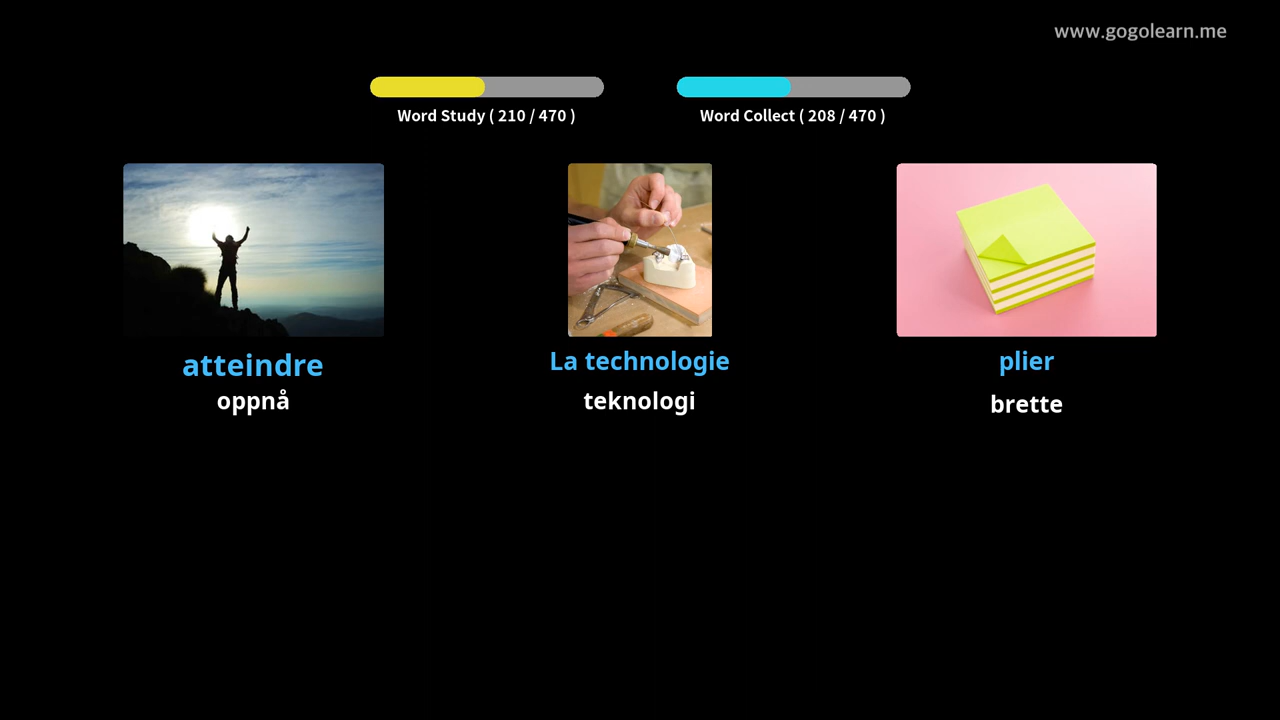 www.gogolearn.me
Word Study ( 210 / 470 )
Word Collect ( 208 / 470 )
atteindre
oppnå
La technologie
teknologi
plier
brette